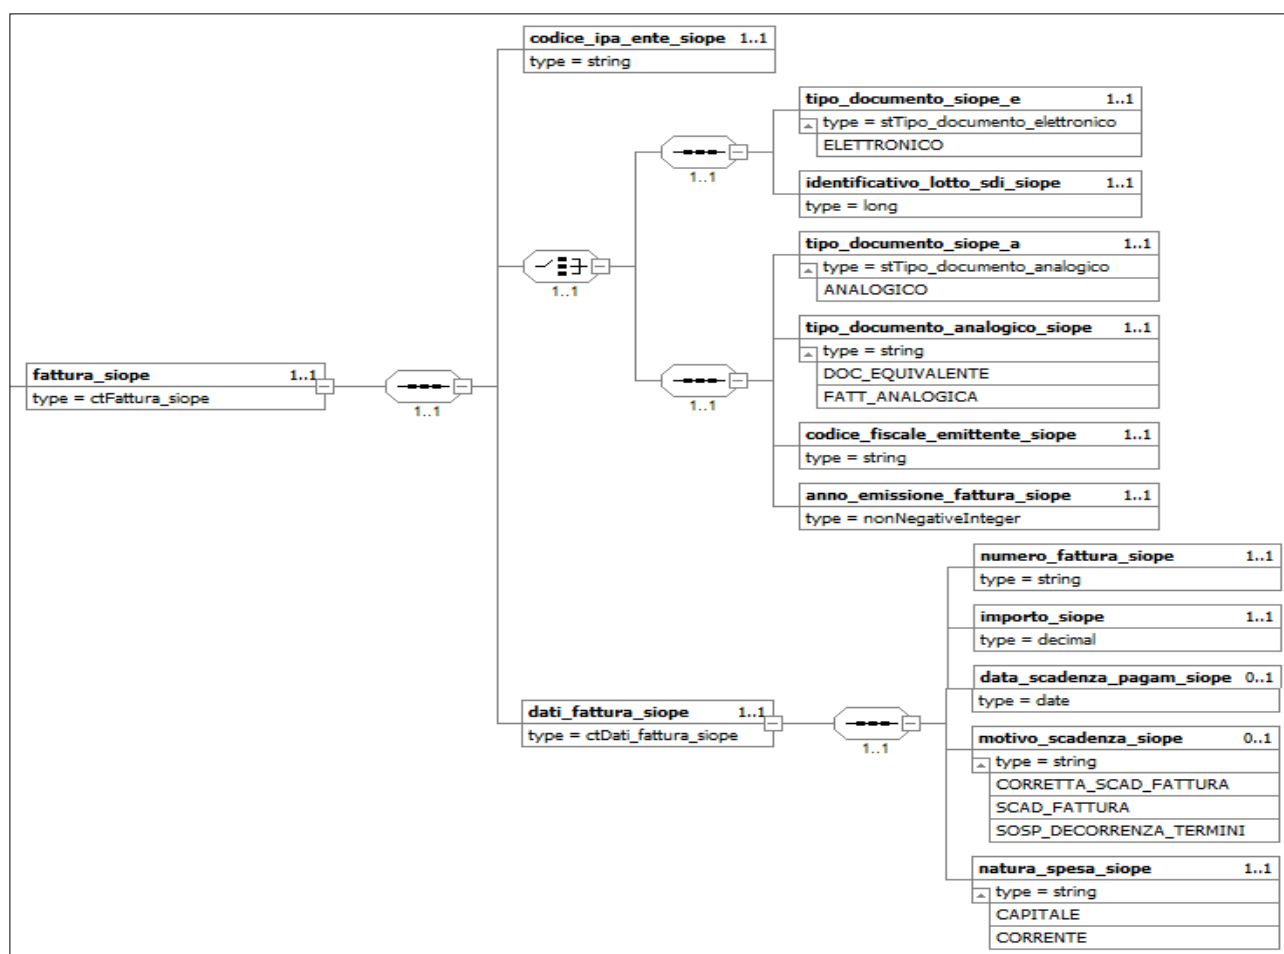 codice_ipa_ente_siope 1..1
type = string
tipo_documento_siope_e 1..1
type = stTipo_documento_elettronico
ELETTRONICO
1..1
identificativo_lotto_sdi_siope 1..1
type = long
tipo_documento_siope_a 1..1
type = stTipo_documento_analogico
ANALOGICO
1..1
tipo_documento_analogico_siope 1..1
type = string
DOC_EQUIVALENTE
FATT_ANALOGICA
fattura_siope 1..1
type = ctFattura_siope
1..1
1..1
codice_fiscale_emittente_siope 1..1
type = string
anno_emissione_fattura_siope 1..1
type = nonNegativeInteger
numero_fattura_siope 1..1
type = string
importo_siope 1..1
type = decimal
data_scadenza_pagam_siope 0..1
type = date
dati_fattura_siope 1..1
type = ctDati_fattura_siope
1..1
motivo_scadenza_siope 0..1
type = string
CORRETTA_SCAD_FATTURA
SCAD_FATTURA
SOSP_DECORRENZA_TERMINI
natura_spesa_siope 1..1
type = string
CAPITALE
CORRENTE